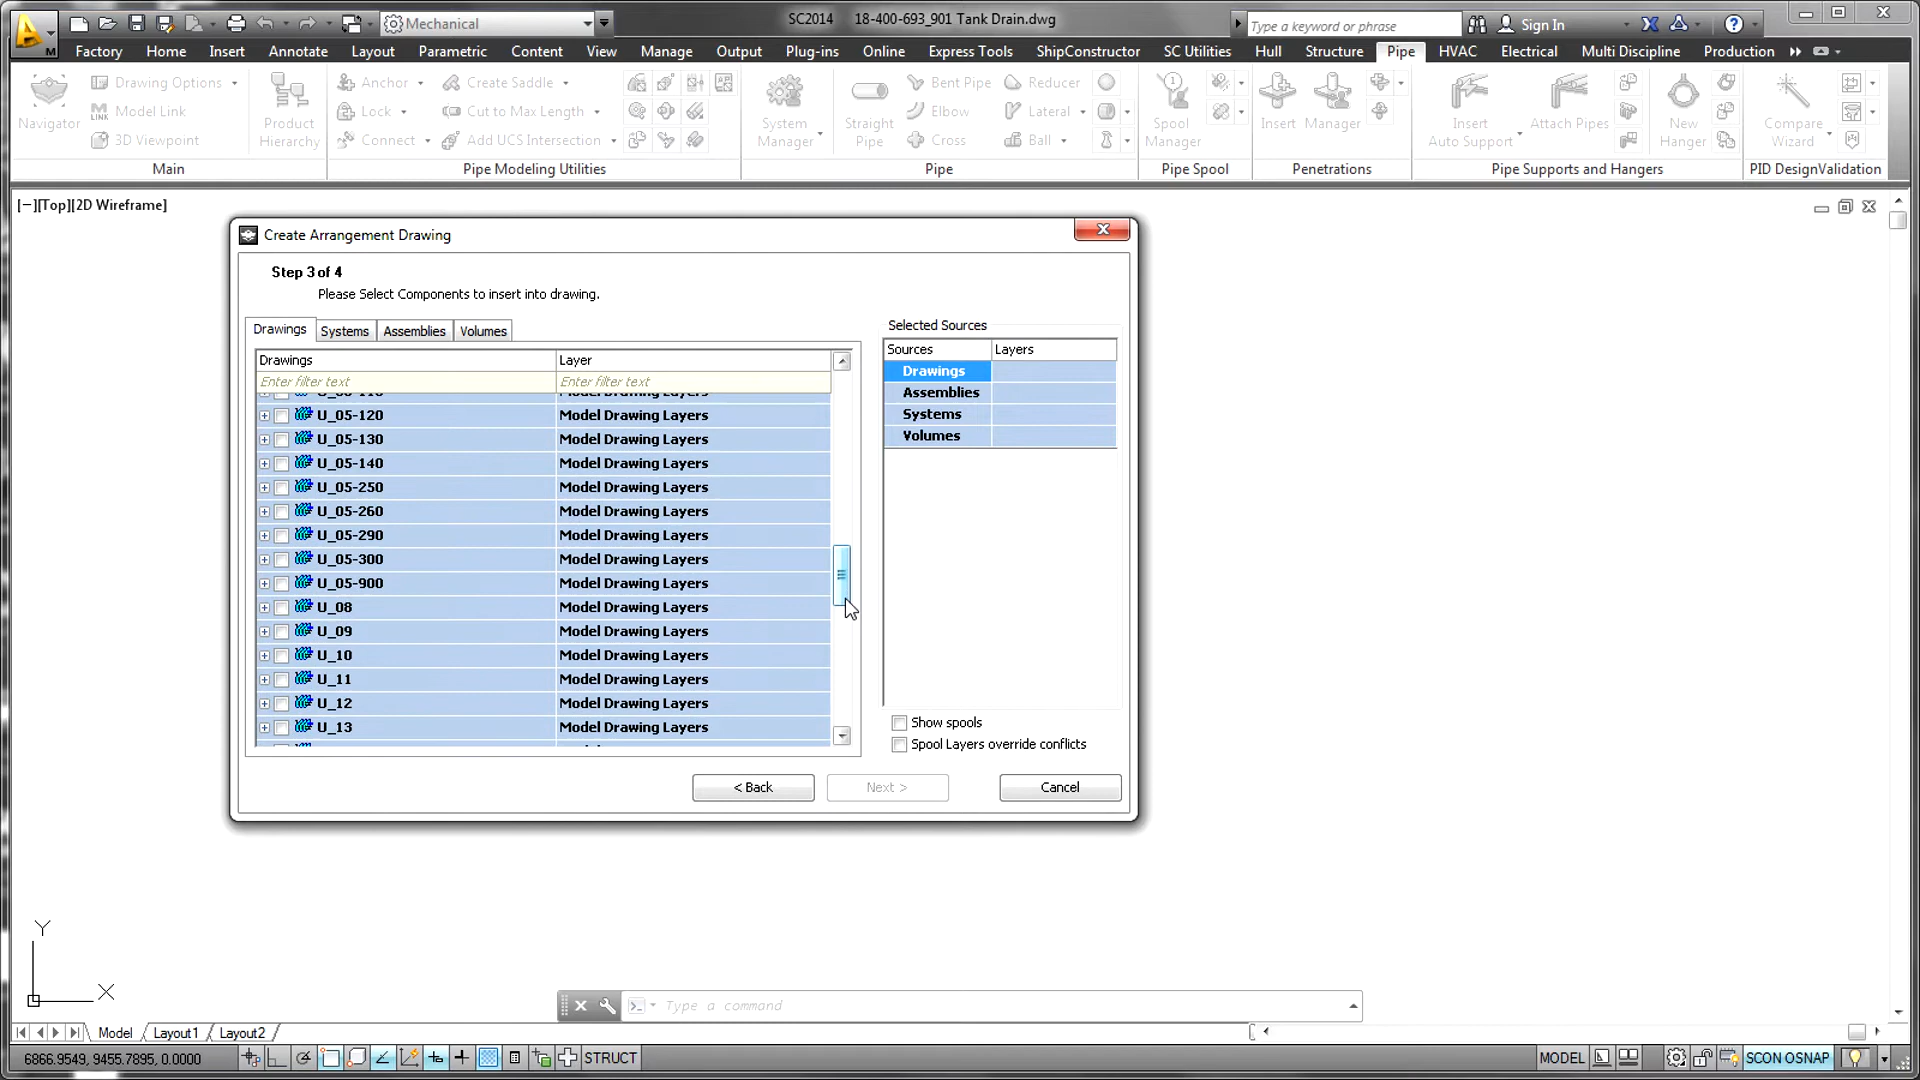 Mechanical
SC2014 18-400-693_901 Tank Drain.dwg
Type a keyword or phrase
Sign In
M
Factory Home Insert Annotate Layout Parametric Content View Manage Output Plug-ins Online Express Tools ShipConstructor SC Utilities Hull Structure Pipe HVAC Electrical Multi Discipline Production
Navigator
Drawing Options
MODEL LINK Model Link
3D Viewpoint
Product Hierarchy
Anchor
Lock
Connect
Create Saddle
Cut to Max Length
Add UCS Intersection
System Manager
Straight Pipe
Bent Pipe
Elbow
Cross
Reducer
Lateral
Ball
Spool Manager
Insert
Manager
Insert Auto Support
Attach Pipes
New Hanger
Compare Wizard
Main
Pipe Modeling Utilities
Pipe
Pipe Spool
Penetrations
Pipe Supports and Hangers
PID DesignValidation
[−][Top][2D Wireframe]
Create Arrangement Drawing
Step 3 of 4
Please Select Components to insert into drawing.
Drawings Systems Assemblies Volumes
Drawings Layer
Enter filter text Enter filter text
U_05-120 Model Drawing Layers
U_05-130 Model Drawing Layers
U_05-140 Model Drawing Layers
U_05-250 Model Drawing Layers
U_05-260 Model Drawing Layers
U_05-290 Model Drawing Layers
U_05-300 Model Drawing Layers
U_05-900 Model Drawing Layers
U_08 Model Drawing Layers
U_09 Model Drawing Layers
U_10 Model Drawing Layers
U_11 Model Drawing Layers
U_12 Model Drawing Layers
U_13 Model Drawing Layers
Selected Sources
Sources Layers
Drawings
Assemblies
Systems
Volumes
Show spools
Spool Layers override conflicts
< Back
Next >
Cancel
Y
X
Type a command
Model Layout1 Layout2
6866.9549, 9455.7895, 0.0000
STRUCT
MODEL
SCON OSNAP